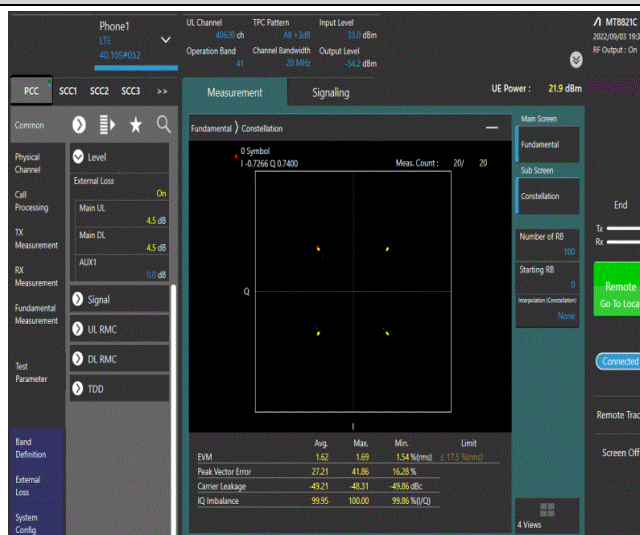 Phone1
LTE
40.10S#052
UL Channel TPC Pattern Input Level
40620 ch All +3dB 33.0 dBm
Operation Band Channel Bandwidth Output Level
41 20 MHz -54.2 dBm
MT8821C
2022/09/03 19:3
RF Output : On
PCC SCC1 SCC2 SCC3 >>
Measurement Signaling UE Power : 21.9 dBm
Common
Physical
Channel
Call
Processing
TX
Measurement
RX
Measurement
Fundamental
Measurement
Test
Parameter
Band
Definition
External
Loss
System
Config
Level
External Loss
On
Main UL
4.5 dB
Main DL
4.5 dB
AUX1
0.0 dB
Signal
UL RMC
DL RMC
TDD
Fundamental 〉 Constellation
0 Symbol
I -0.7266 Q 0.7400 Meas. Count : 20/ 20
Q
I
Avg. Max. Min. Limit
EVM 1.62 1.69 1.54 %(rms) ≤ 17.5 %(rms)
Peak Vector Error 27.21 41.86 16.28 %
Carrier Leakage -49.21 -48.31 -49.86 dBc
IQ Imbalance 99.95 100.00 99.86 %(I/Q)
Main Screen
Fundamental
Sub Screen
Constellation
Number of RB
100
Starting RB
0
Interpolation (Constellation)
None
4 Views
End
Tx
Rx
Remote
Go To Loca
Connected
Remote Trac
Screen Off